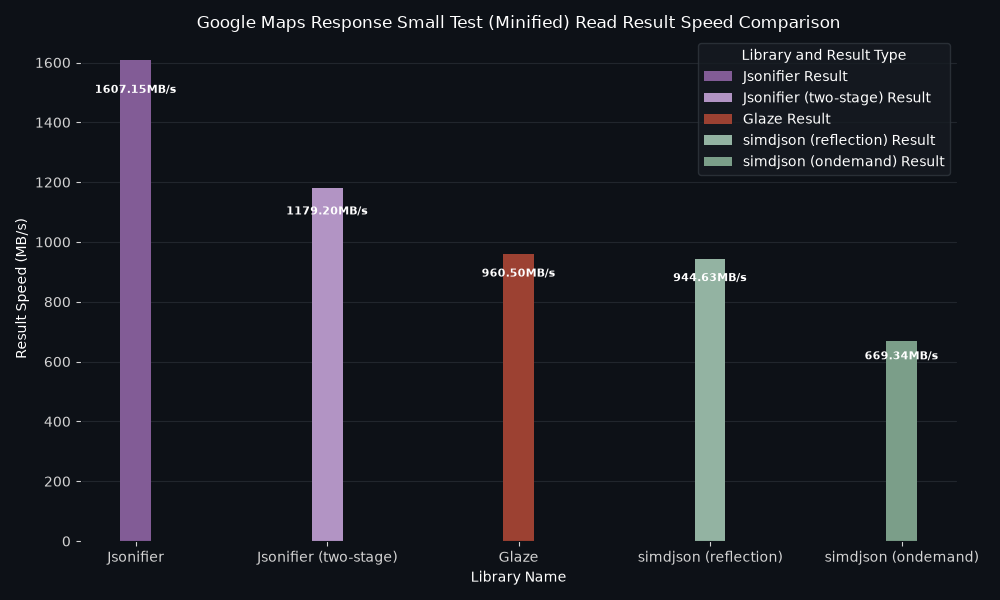 Google Maps Response Small Test (Minified) Read Result Speed Comparison
Library and Result Type
Jsonifier Result
Jsonifier (two-stage) Result
Glaze Result
simdjson (reflection) Result
simdjson (ondemand) Result
Result Speed (MB/s)
1600
1400
1200
1000
800
600
400
200
0
1607.15MB/s
1179.20MB/s
960.50MB/s
944.63MB/s
669.34MB/s
Jsonifier
Jsonifier (two-stage)
Glaze
simdjson (reflection)
simdjson (ondemand)
Library Name